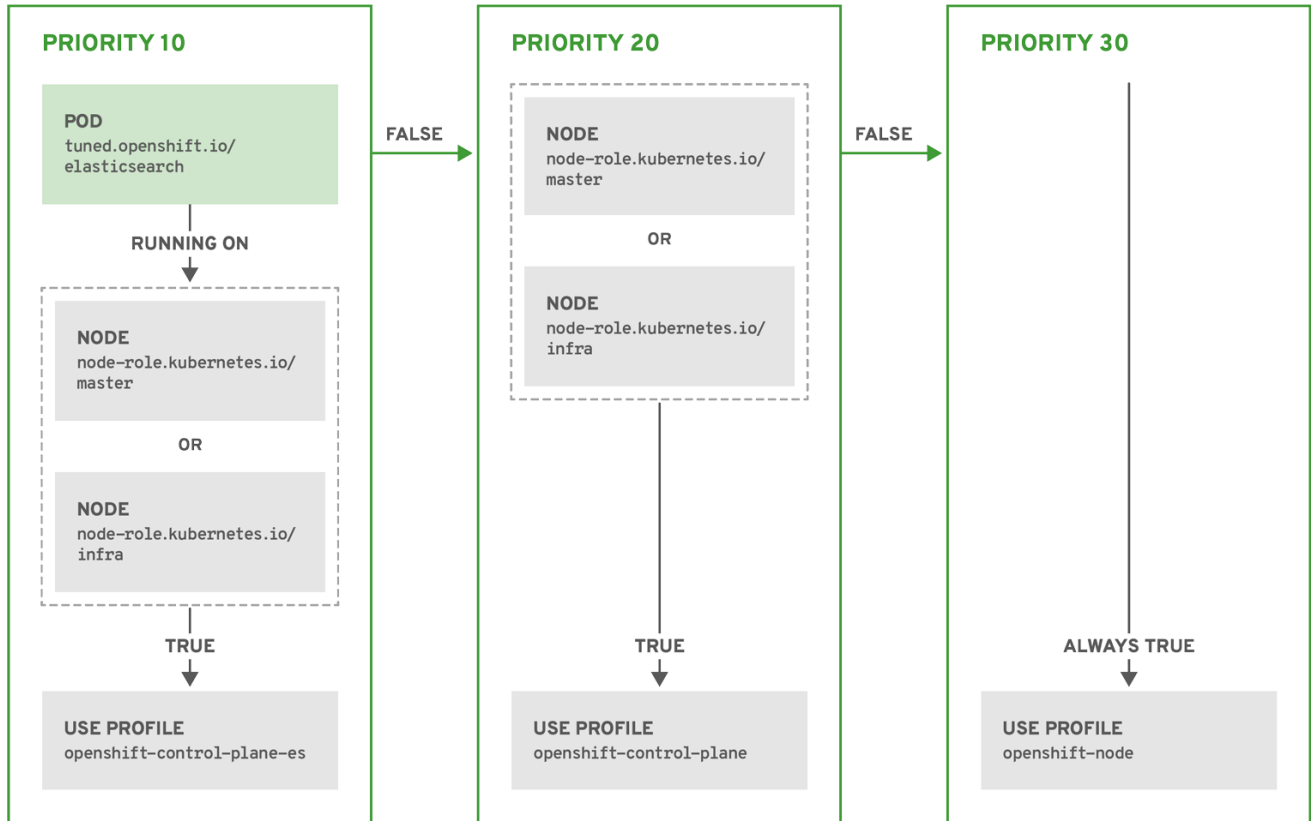 PRIORITY 10
POD
tuned.openshift.io/
elasticsearch
RUNNING ON
NODE
node-role.kubernetes.io/
master
OR
NODE
node-role.kubernetes.io/
infra
TRUE
USE PROFILE
openshift-control-plane-es
FALSE
PRIORITY 20
NODE
node-role.kubernetes.io/
master
OR
NODE
node-role.kubernetes.io/
infra
TRUE
USE PROFILE
openshift-control-plane
FALSE
PRIORITY 30
ALWAYS TRUE
USE PROFILE
openshift-node